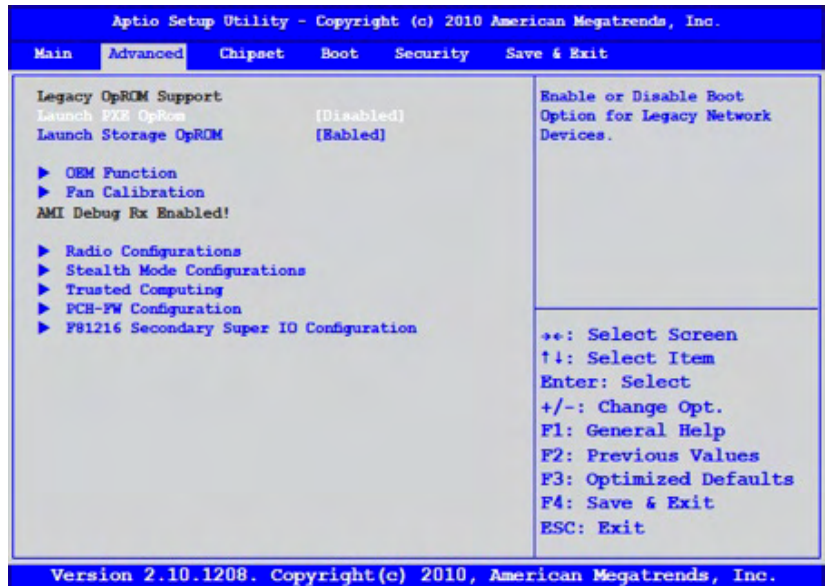 Aptio Setup Utility - Copyright (c) 2010 American Megatrends, Inc.
Main Advanced Chipset Boot Security Save & Exit
Legacy OpROM Support
Launch PXE OpRom [Disabled]
Launch Storage OpROM [Eabled]
▶ OEM Function
▶ Fan Calibration
AMI Debug Rx Enabled!
▶ Radio Configurations
▶ Stealth Mode Configurations
▶ Trusted Computing
▶ PCH-FW Configuration
▶ F81216 Secondary Super IO Configuration
Enable or Disable Boot
Option for Legacy Network
Devices.
→←: Select Screen
↑↓: Select Item
Enter: Select
+/-: Change Opt.
F1: General Help
F2: Previous Values
F3: Optimized Defaults
F4: Save & Exit
ESC: Exit
Version 2.10.1208. Copyright(c) 2010, American Megatrends, Inc.